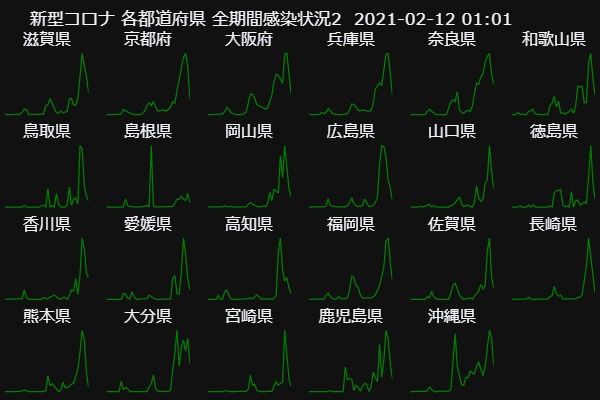 新型コロナ 各都道府県 全期間感染状況2 2021-02-12 01:01
滋賀県 京都府 大阪府 兵庫県 奈良県 和歌山県
鳥取県 島根県 岡山県 広島県 山口県 徳島県
香川県 愛媛県 高知県 福岡県 佐賀県 長崎県
熊本県 大分県 宮崎県 鹿児島県 沖縄県